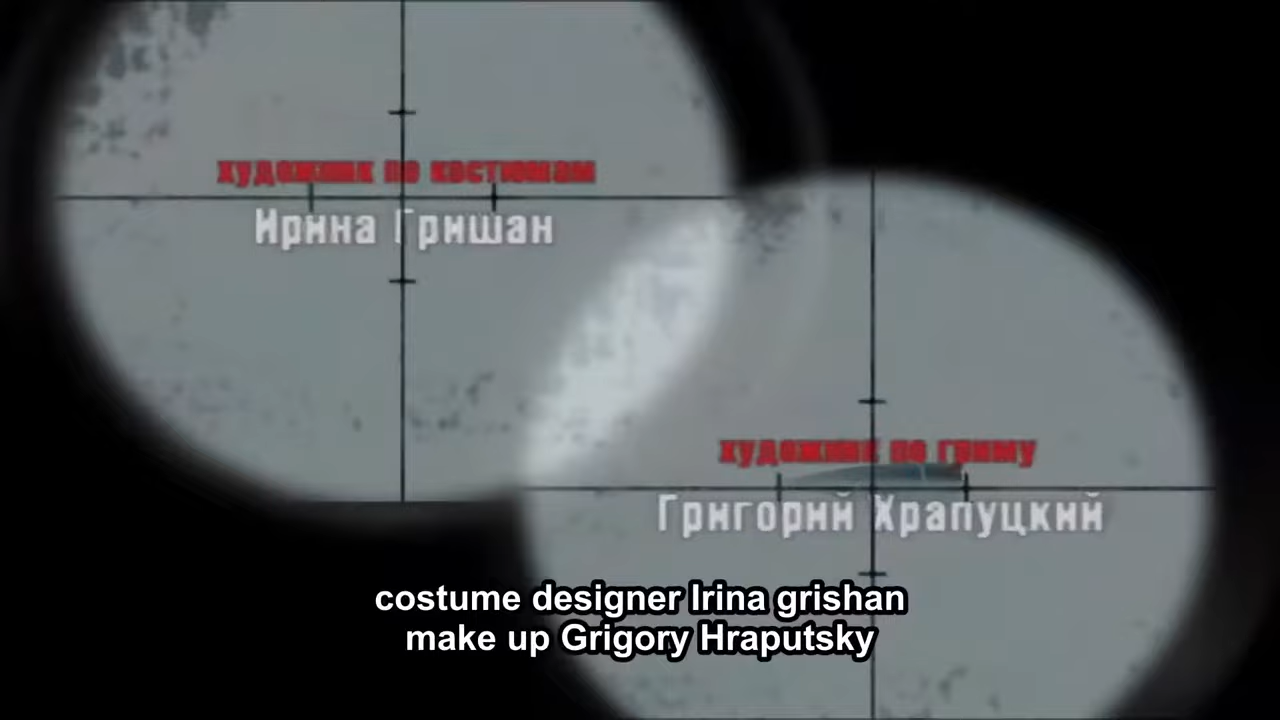 художник по костюмам
Ирина Гришан
художник по гриму
Григорий Храпуцкий
costume designer Irina grishan
make up Grigory Hraputsky